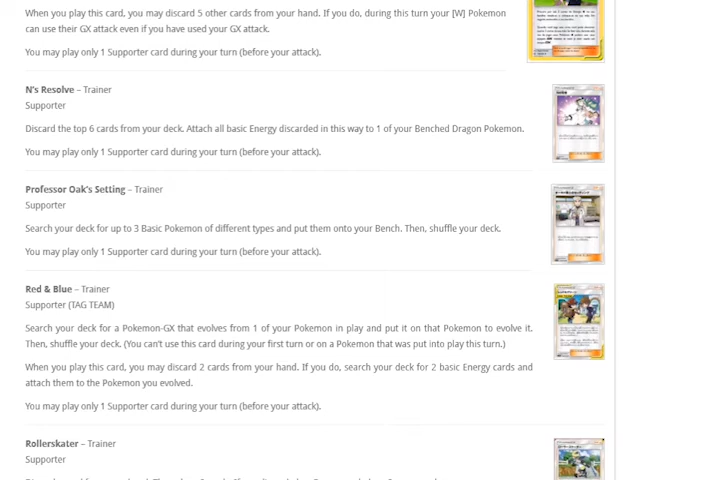 When you play this card, you may discard 5 other cards from your hand. If you do, during this turn your [W] Pokemon
can use their GX attack even if you have used your GX attack.
You may play only 1 Supporter card during your turn (before your attack).
N's Resolve – Trainer
Supporter
Discard the top 6 cards from your deck. Attach all basic Energy discarded in this way to 1 of your Benched Dragon Pokemon.
You may play only 1 Supporter card during your turn (before your attack).
Professor Oak's Setting – Trainer
Supporter
Search your deck for up to 3 Basic Pokemon of different types and put them onto your Bench. Then, shuffle your deck.
You may play only 1 Supporter card during your turn (before your attack).
Red & Blue – Trainer
Supporter (TAG TEAM)
Search your deck for a Pokemon-GX that evolves from 1 of your Pokemon in play and put it on that Pokemon to evolve it.
Then, shuffle your deck. (You can't use this card during your first turn or on a Pokemon that was put into play this turn.)
When you play this card, you may discard 2 cards from your hand. If you do, search your deck for 2 basic Energy cards and
attach them to the Pokemon you evolved.
You may play only 1 Supporter card during your turn (before your attack).
Rollerskater – Trainer
Supporter